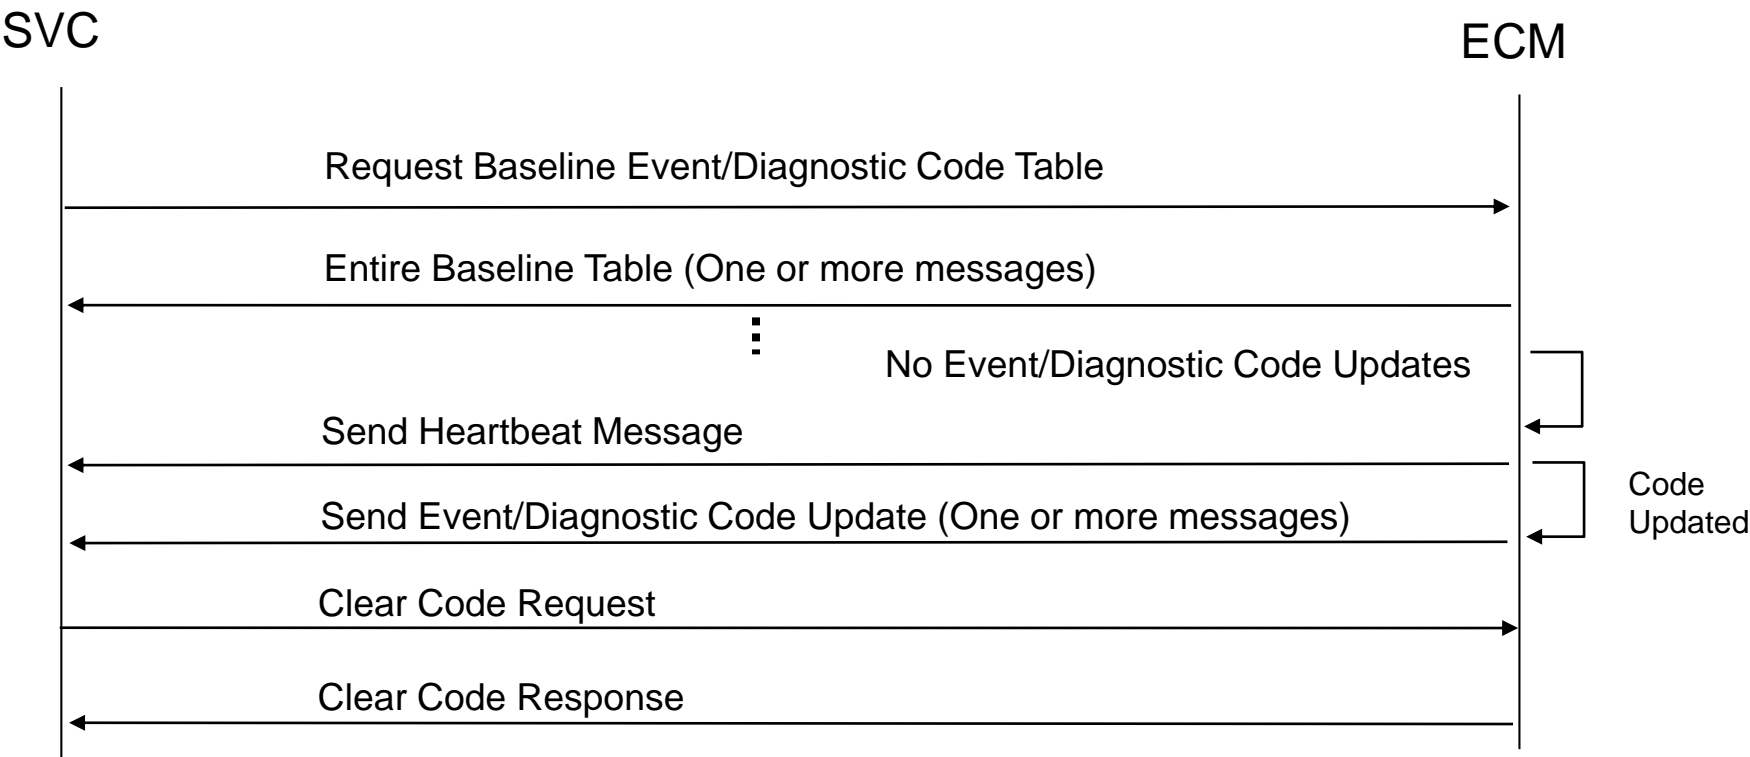 SVC
ECM
Request Baseline Event/Diagnostic Code Table
Entire Baseline Table (One or more messages)
No Event/Diagnostic Code Updates
Send Heartbeat Message
Code
Updated
Send Event/Diagnostic Code Update (One or more messages)
Clear Code Request
Clear Code Response